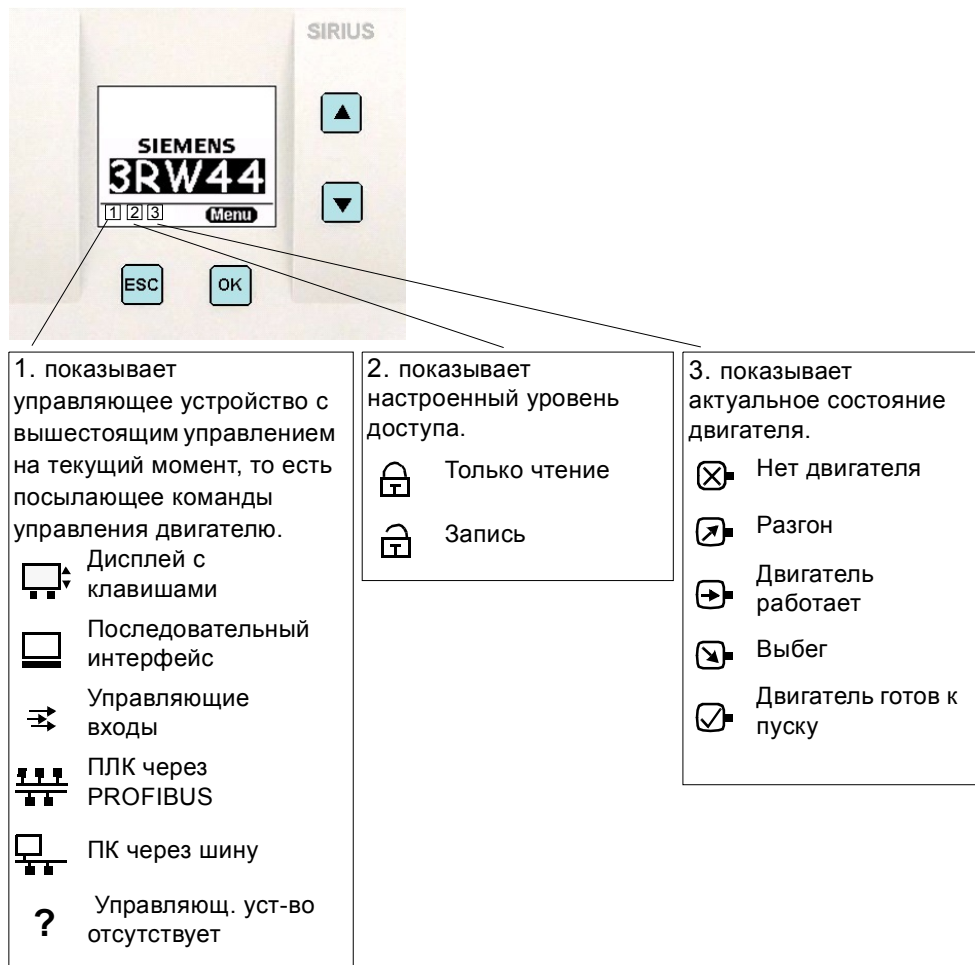 SIRIUS
SIEMENS
3RW44
1 2 3 Menu
ESC OK
1. показывает
управляющее устройство с
вышестоящим управлением
на текущий момент, то есть
посылающее команды
управления двигателю.
Дисплей с
клавишами
Последовательный
интерфейс
Управляющие
входы
ПЛК через
PROFIBUS
ПК через шину
? Управляющ. уст-во
отсутствует
2. показывает
настроенный уровень
доступа.
Только чтение
Запись
3. показывает
актуальное состояние
двигателя.
Нет двигателя
Разгон
Двигатель
работает
Выбег
Двигатель готов к
пуску